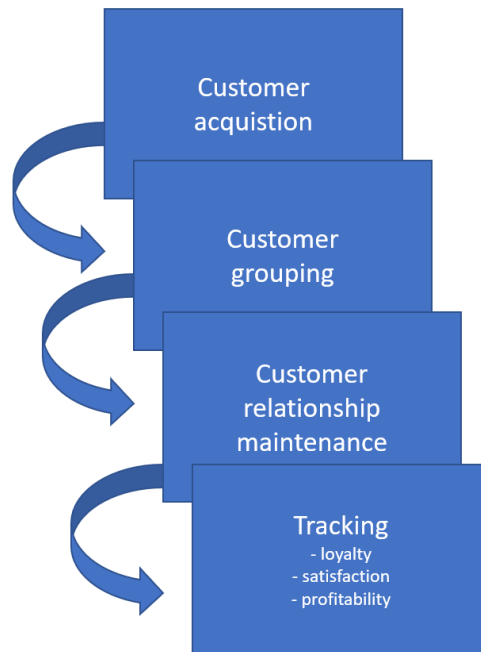 Customer
acquistion
Customer
grouping
Customer
relationship
maintenance
Tracking
- loyalty
- satisfaction
- profitability